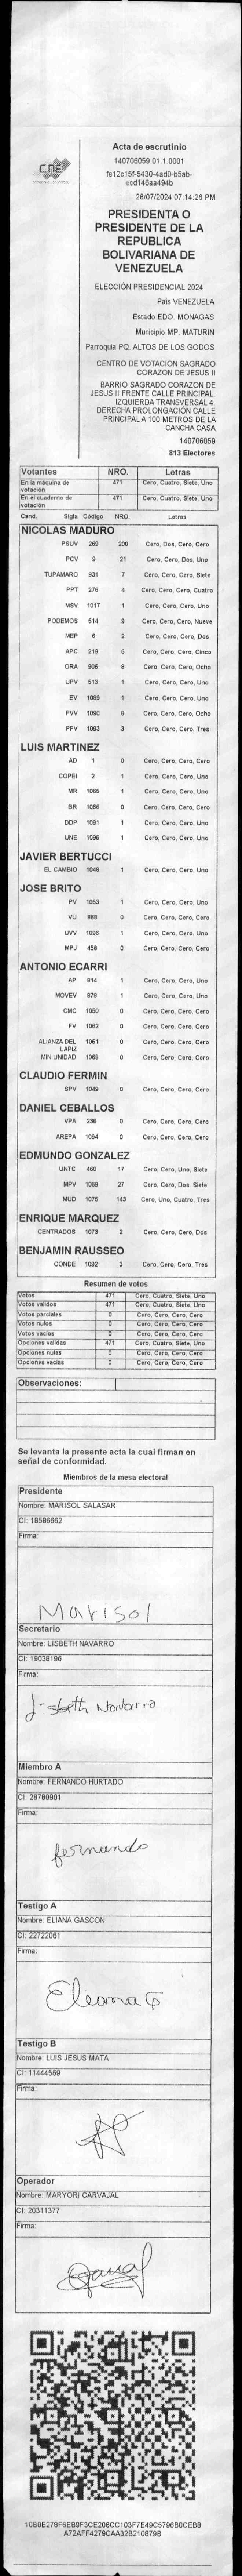 CNE
Acta de escrutinio
140706059.01.1.0001
fe12c15f-5430-4ad0-b5ab-
ecd146aa494b
28/07/2024 07:14:26 PM
PRESIDENTA O
PRESIDENTE DE LA
REPUBLICA
BOLIVARIANA DE
VENEZUELA
ELECCIÓN PRESIDENCIAL 2024
Pais VENEZUELA
Estado EDO. MONAGAS
Municipio MP. MATURIN
Parroquia PQ. ALTOS DE LOS GODOS
CENTRO DE VOTACIÓN SAGRADO
CORAZON DE JESUS II
BARRIO SAGRADO CORAZON DE
JESUS II FRENTE CALLE PRINCIPAL.
IZQUIERDA TRANSVERSAL 4.
DERECHA PROLONGACIÓN CALLE
PRINCIPAL A 100 METROS DE LA
CANCHA CASA
140706059
813 Electores
Votantes NRO. Letras
En la máquina de votación 471 Cero, Cuatro, Siete, Uno
En el cuaderno de votación 471 Cero, Cuatro, Siete, Uno
Cand. Sigla Código NRO. Letras
NICOLAS MADURO
PSUV 269 200 Cero, Dos, Cero, Cero
PCV 9 21 Cero, Cero, Dos, Uno
TUPAMARO 931 7 Cero, Cero, Cero, Siete
PPT 276 4 Cero, Cero, Cero, Cuatro
MSV 1017 1 Cero, Cero, Cero, Uno
PODEMOS 514 9 Cero, Cero, Cero, Nueve
MEP 6 2 Cero, Cero, Cero, Dos
APC 219 5 Cero, Cero, Cero, Cinco
ORA 906 8 Cero, Cero, Cero, Ocho
UPV 513 1 Cero, Cero, Cero, Uno
EV 1089 1 Cero, Cero, Cero, Uno
PVV 1090 8 Cero, Cero, Cero, Ocho
PFV 1093 3 Cero, Cero, Cero, Tres
LUIS MARTINEZ
AD 1 0 Cero, Cero, Cero, Cero
COPEI 2 1 Cero, Cero, Cero, Uno
MR 1065 1 Cero, Cero, Cero, Uno
BR 1066 0 Cero, Cero, Cero, Cero
DDP 1091 1 Cero, Cero, Cero, Uno
UNE 1095 1 Cero, Cero, Cero, Uno
JAVIER BERTUCCI
EL CAMBIO 1048 1 Cero, Cero, Cero, Uno
JOSE BRITO
PV 1053 1 Cero, Cero, Cero, Uno
VU 868 0 Cero, Cero, Cero, Cero
UVV 1096 1 Cero, Cero, Cero, Uno
MPJ 458 0 Cero, Cero, Cero, Cero
ANTONIO ECARRI
AP 914 1 Cero, Cero, Cero, Uno
MOVEV 979 1 Cero, Cero, Cero, Uno
CMC 1050 0 Cero, Cero, Cero, Cero
FV 1062 0 Cero, Cero, Cero, Cero
ALIANZA DEL LAPIZ 1051 0 Cero, Cero, Cero, Cero
MIN UNIDAD 1068 0 Cero, Cero, Cero, Cero
CLAUDIO FERMIN
SPV 1049 0 Cero, Cero, Cero, Cero
DANIEL CEBALLOS
VPA 236 0 Cero, Cero, Cero, Cero
AREPA 1094 0 Cero, Cero, Cero, Cero
EDMUNDO GONZALEZ
UNTC 460 17 Cero, Cero, Uno, Siete
MPV 1069 27 Cero, Cero, Dos, Siete
MUD 1075 143 Cero, Uno, Cuatro, Tres
ENRIQUE MARQUEZ
CENTRADOS 1073 2 Cero, Cero, Cero, Dos
BENJAMIN RAUSSEO
CONDE 1092 3 Cero, Cero, Cero, Tres
Resumen de votos
Votos 471 Cero, Cuatro, Siete, Uno
Votos validos 471 Cero, Cuatro, Siete, Uno
Votos parciales 0 Cero, Cero, Cero, Cero
Votos nulos 0 Cero, Cero, Cero, Cero
Votos vacios 0 Cero, Cero, Cero, Cero
Opciones validas 471 Cero, Cuatro, Siete, Uno
Opciones nulas 0 Cero, Cero, Cero, Cero
Opciones vacías 0 Cero, Cero, Cero, Cero
Observaciones:
Se levanta la presente acta la cual firman en
señal de conformidad.
Miembros de la mesa electoral
Presidente
Nombre: MARISOL SALASAR
CI: 18586662
Firma:
Marisol
Secretario
Nombre: LISBETH NAVARRO
CI: 19038196
Firma:
Lisbeth Navarro
Miembro A
Nombre: FERNANDO HURTADO
CI: 28780901
Firma:
fernando
Testigo A
Nombre: ELIANA GASCON
CI: 22722061
Firma:
Eleana G
Testigo B
Nombre: LUIS JESUS MATA
CI: 11444569
Firma:
Operador
Nombre: MARYORI CARVAJAL
CI: 20311377
Firma:
10B0E278F6EB9F3CE208CC103F7E49C5796B0CEB8
A72AFF4279CAA32B210879B